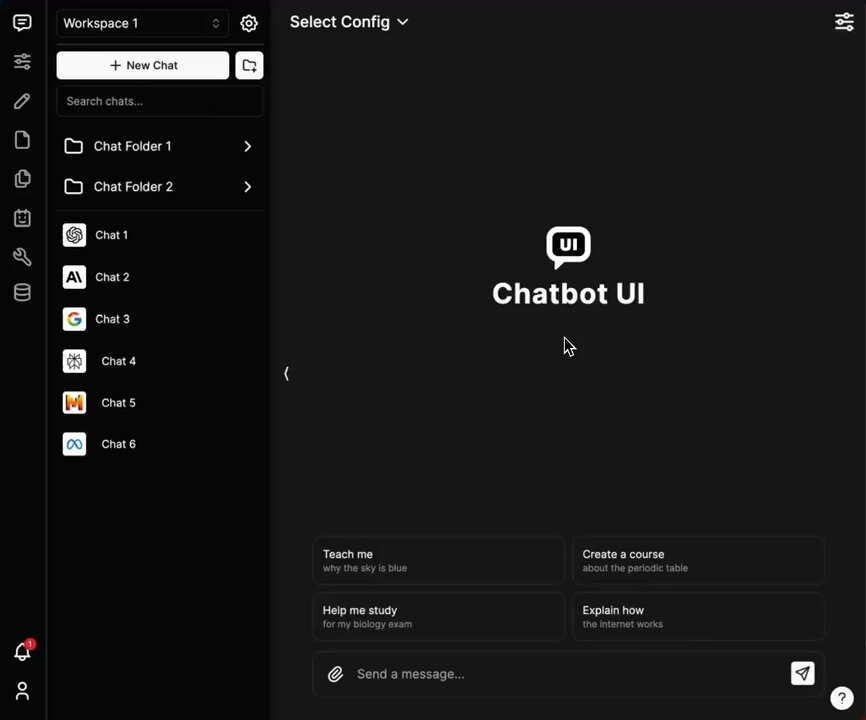 Workspace 1
New Chat
Search chats...
Chat Folder 1
Chat Folder 2
Chat 1
Chat 2
Chat 3
Chat 4
Chat 5
Chat 6
1
Select Config
UI
Chatbot UI
Teach me
why the sky is blue
Create a course
about the periodic table
Help me study
for my biology exam
Explain how
the internet works
Send a message...
?